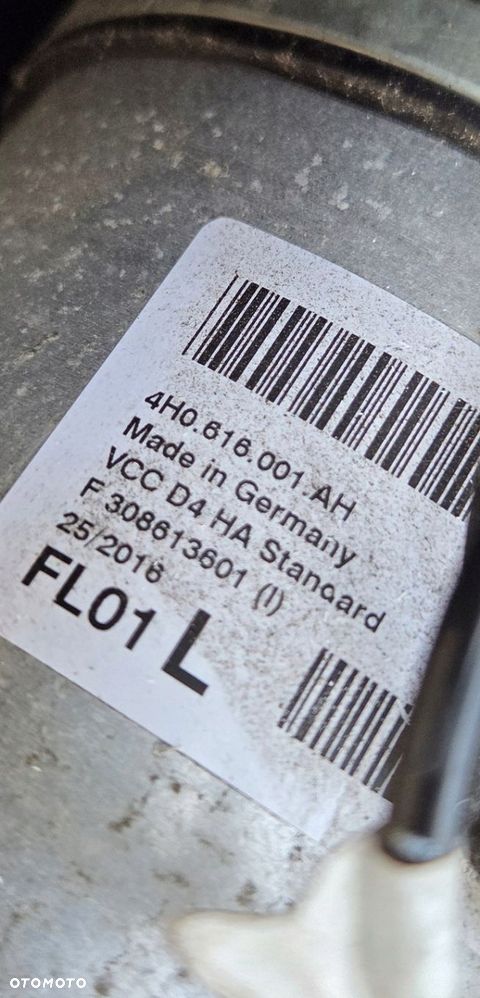 4H0.616.001.AH
Made in Germany
VCC D4 HA Standard
F 308613601 (I)
25/2016
FL01 L
OTOMOTO